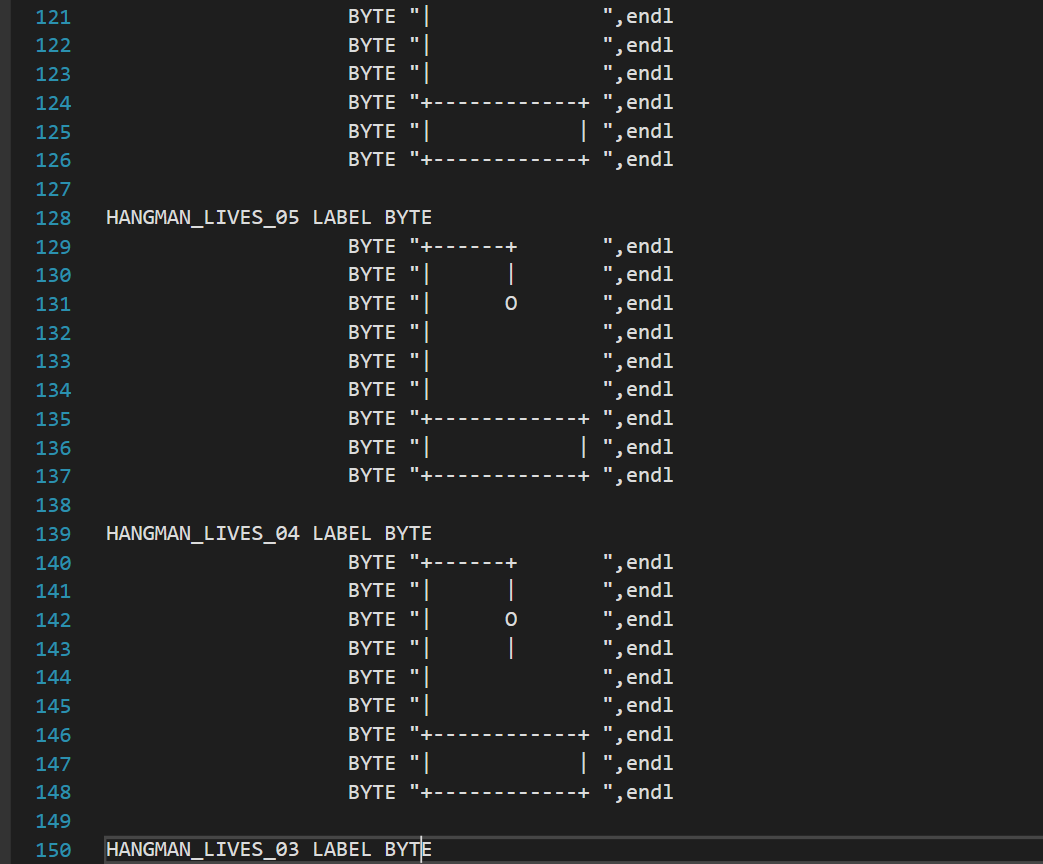 121                     BYTE "|              ",endl
122                     BYTE "|              ",endl
123                     BYTE "|              ",endl
124                     BYTE "+------------+ ",endl
125                     BYTE "|            | ",endl
126                     BYTE "+------------+ ",endl
127
128 HANGMAN_LIVES_05 LABEL BYTE
129                     BYTE "+------+       ",endl
130                     BYTE "|      |       ",endl
131                     BYTE "|      O       ",endl
132                     BYTE "|              ",endl
133                     BYTE "|              ",endl
134                     BYTE "|              ",endl
135                     BYTE "+------------+ ",endl
136                     BYTE "|            | ",endl
137                     BYTE "+------------+ ",endl
138
139 HANGMAN_LIVES_04 LABEL BYTE
140                     BYTE "+------+       ",endl
141                     BYTE "|      |       ",endl
142                     BYTE "|      O       ",endl
143                     BYTE "|      |       ",endl
144                     BYTE "|              ",endl
145                     BYTE "|              ",endl
146                     BYTE "+------------+ ",endl
147                     BYTE "|            | ",endl
148                     BYTE "+------------+ ",endl
149
150 HANGMAN_LIVES_03 LABEL BYTE